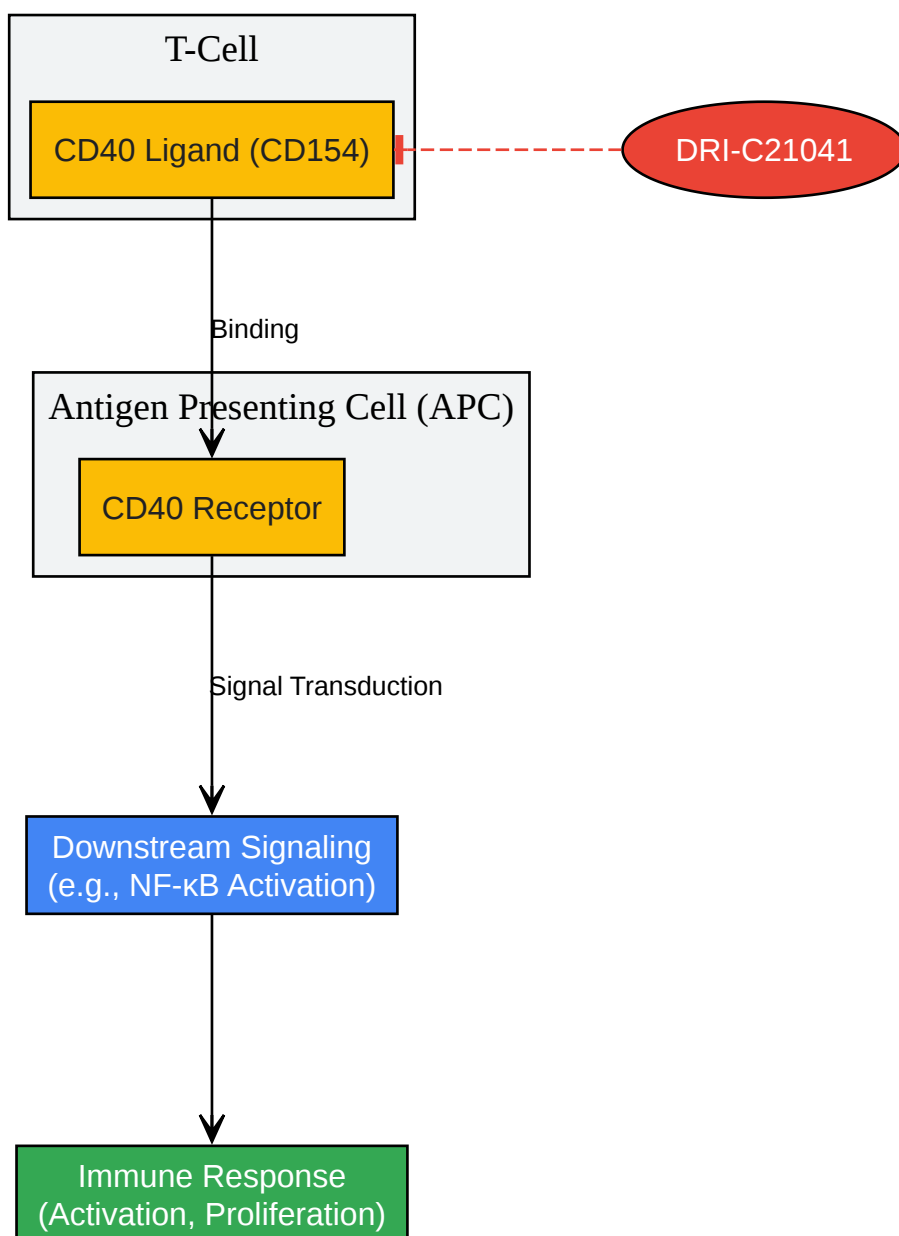 T-Cell
CD40 Ligand (CD154)
DRI-C21041
Binding
Antigen Presenting Cell (APC)
CD40 Receptor
Signal Transduction
Downstream Signaling
(e.g., NF-κB Activation)
Immune Response
(Activation, Proliferation)